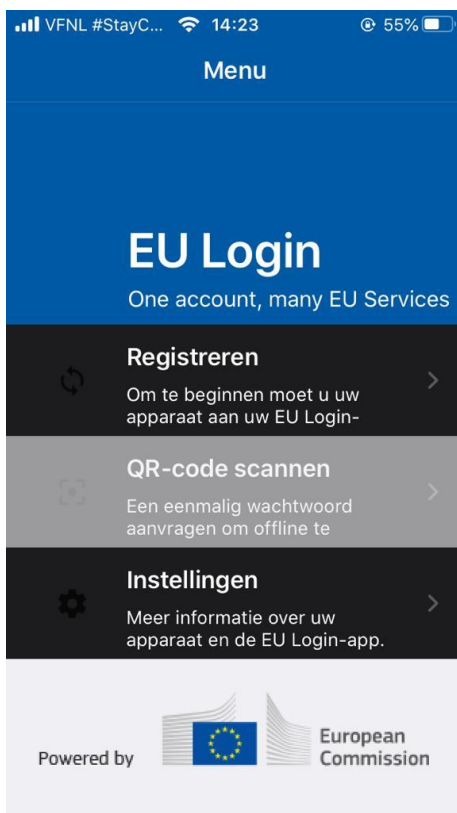 VFNL #StayC... 14:23 55%
Menu
EU Login
One account, many EU Services
Registreren
Om te beginnen moet u uw
apparaat aan uw EU Login-
QR-code scannen
Een eenmalig wachtwoord
aanvragen om offline te
Instellingen
Meer informatie over uw
apparaat en de EU Login-app.
Powered by
European
Commission